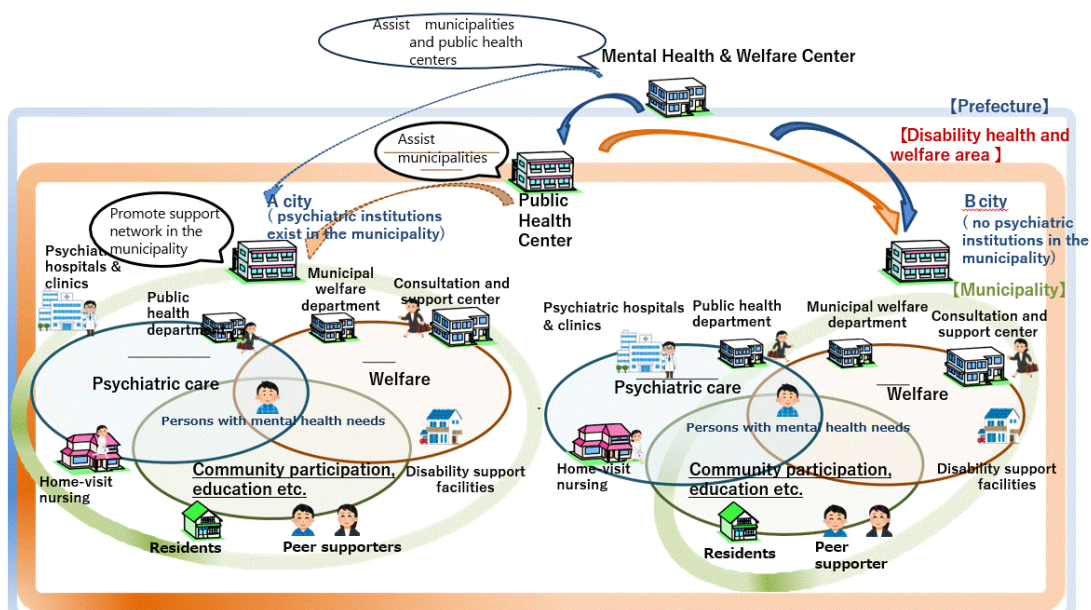 Assist municipalities
and public health
centers
Mental Health & Welfare Center
【Prefecture】
【Disability health and
welfare area 】
Assist
municipalities
Public
Health
Center
A city
( psychiatric institutions
exist in the municipality)
B city
( no psychiatric
institutions in the
municipality)
【Municipality】
Promote support
network in the
municipality
Psychiatric
hospitals &
clinics
Public
health
department
Municipal
welfare
department
Consultation and
support center
Psychiatric care
Welfare
Persons with mental health needs
Community participation,
education etc.
Home-visit
nursing
Disability support
facilities
Residents
Peer supporters
Psychiatric hospitals
& clinics
Public health
department
Municipal welfare
department
Consultation and
support center
Psychiatric care
Welfare
Persons with mental health needs
Community participation,
education etc.
Home-visit
nursing
Disability support
facilities
Residents
Peer
supporter